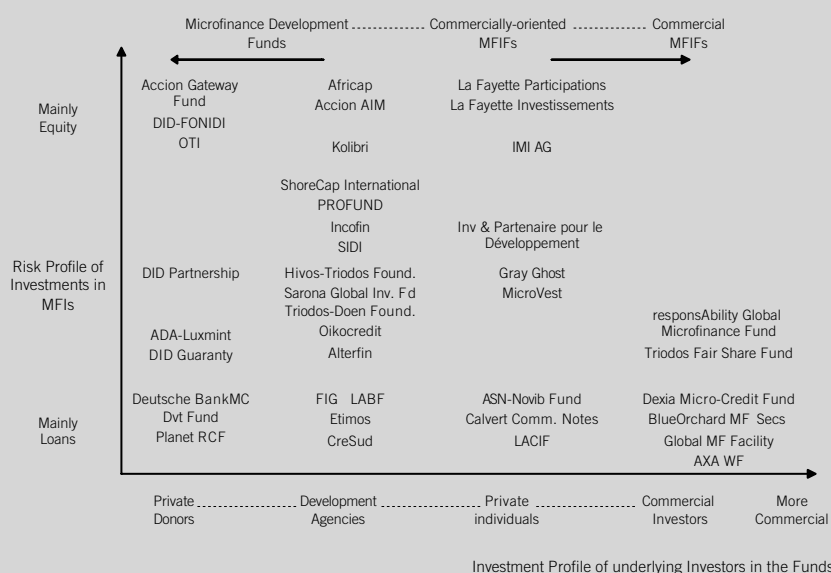 Microfinance Development ............ Commercially-oriented ............ Commercial
Funds MFIFs MFIFs
Mainly
Equity
Accion Gateway
Fund
DID-FONIDI
OTI
Africap
Accion AIM
Kolibri
La Fayette Participations
La Fayette Investissements
IMI AG
ShoreCap International
PROFUND
Incofin
SIDI
Inv & Partenaire pour le
Développement
Risk Profile of
Investments in
MFIs
DID Partnership
ADA-Luxmint
DID Guaranty
Hivos-Triodos Found.
Sarona Global Inv. Fd
Triodos-Doen Found.
Oikocredit
Alterfin
Gray Ghost
MicroVest
responsAbility Global
Microfinance Fund
Triodos Fair Share Fund
Mainly
Loans
Deutsche BankMC
Dvt Fund
Planet RCF
FIG LABF
Etimos
CreSud
ASN-Novib Fund
Calvert Comm. Notes
LACIF
Dexia Micro-Credit Fund
BlueOrchard MF Secs
Global MF Facility
AXA WF
Private ............ Development ............ Private ............ Commercial More
Donors Agencies individuals Investors Commercial
Investment Profile of underlying Investors in the Funds